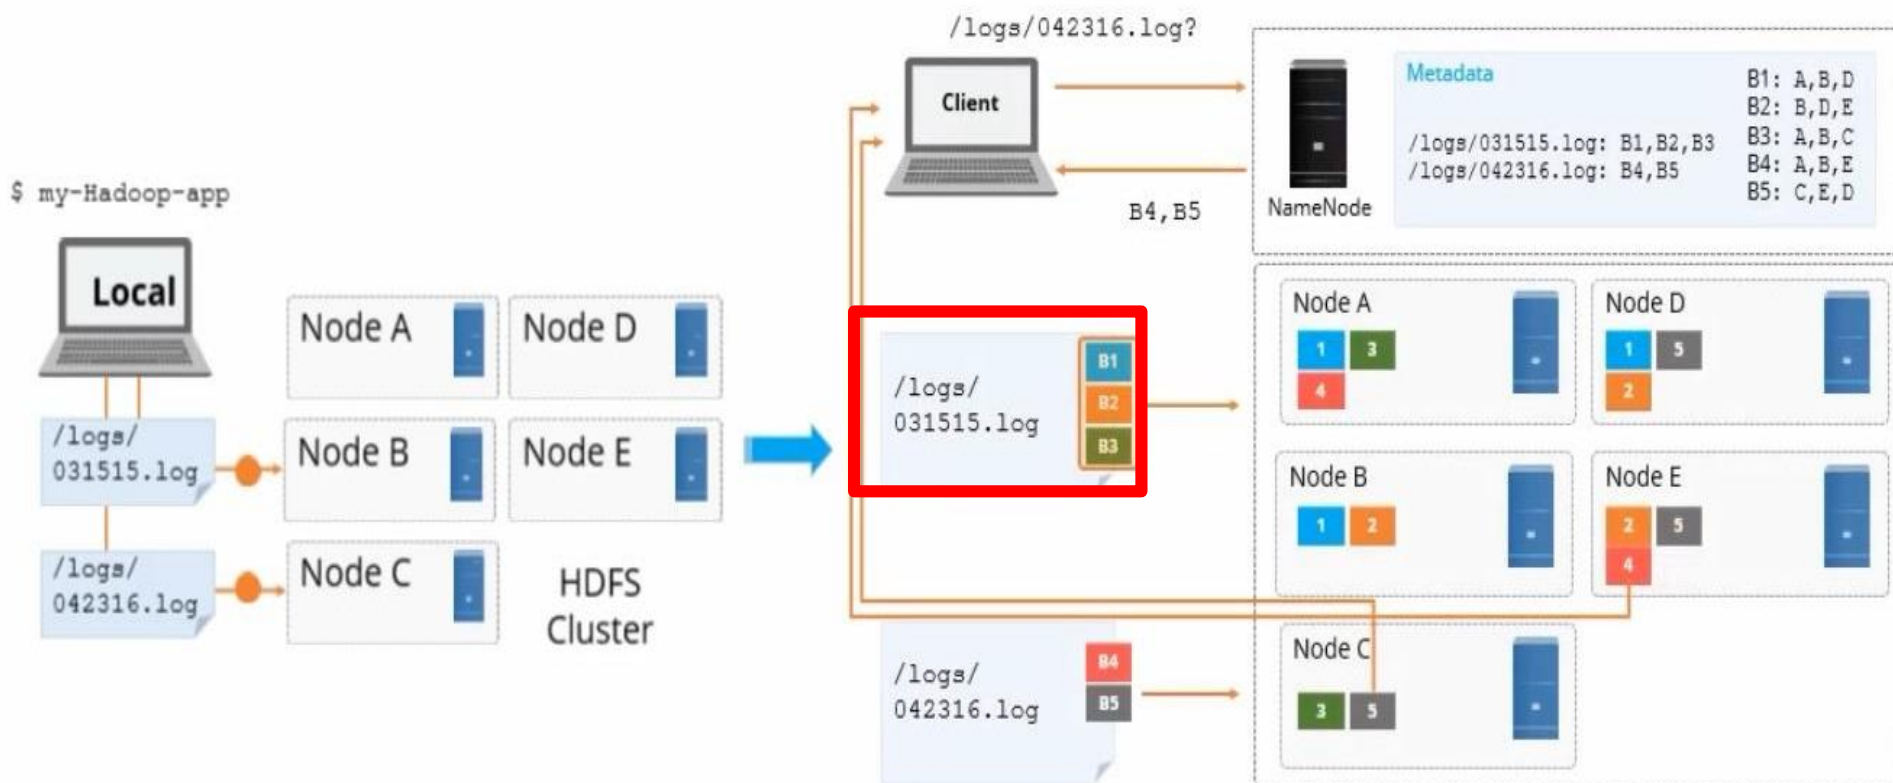 $ my-Hadoop-app
Local
/logs/
031515.log
/logs/
042316.log
Node A
Node D
Node B
Node E
Node C
HDFS
Cluster
/logs/042316.log?
Client
B4,B5
NameNode
Metadata
/logs/031515.log: B1,B2,B3
/logs/042316.log: B4,B5
B1: A,B,D
B2: B,D,E
B3: A,B,C
B4: A,B,E
B5: C,E,D
/logs/
031515.log
B1
B2
B3
/logs/
042316.log
B4
B5
Node A
1 3
4
Node D
1 5
2
Node B
1 2
Node E
2 5
4
Node C
3 5